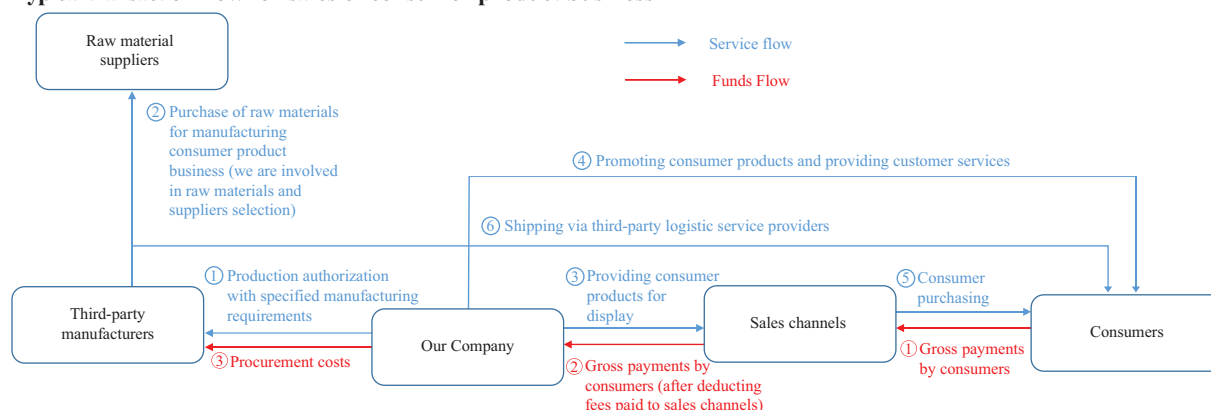 Raw material
suppliers
Service flow
Funds Flow
② Purchase of raw materials
for manufacturing
consumer product
business (we are involved
in raw materials and
suppliers selection)
④ Promoting consumer products and providing customer services
⑥ Shipping via third-party logistic service providers
① Production authorization
with specified manufacturing
requirements
③ Providing consumer
products for
display
⑤ Consumer
purchasing
Third-party
manufacturers
Our Company
Sales channels
Consumers
③ Procurement costs
② Gross payments by
consumers (after deducting
fees paid to sales channels)
① Gross payments
by consumers